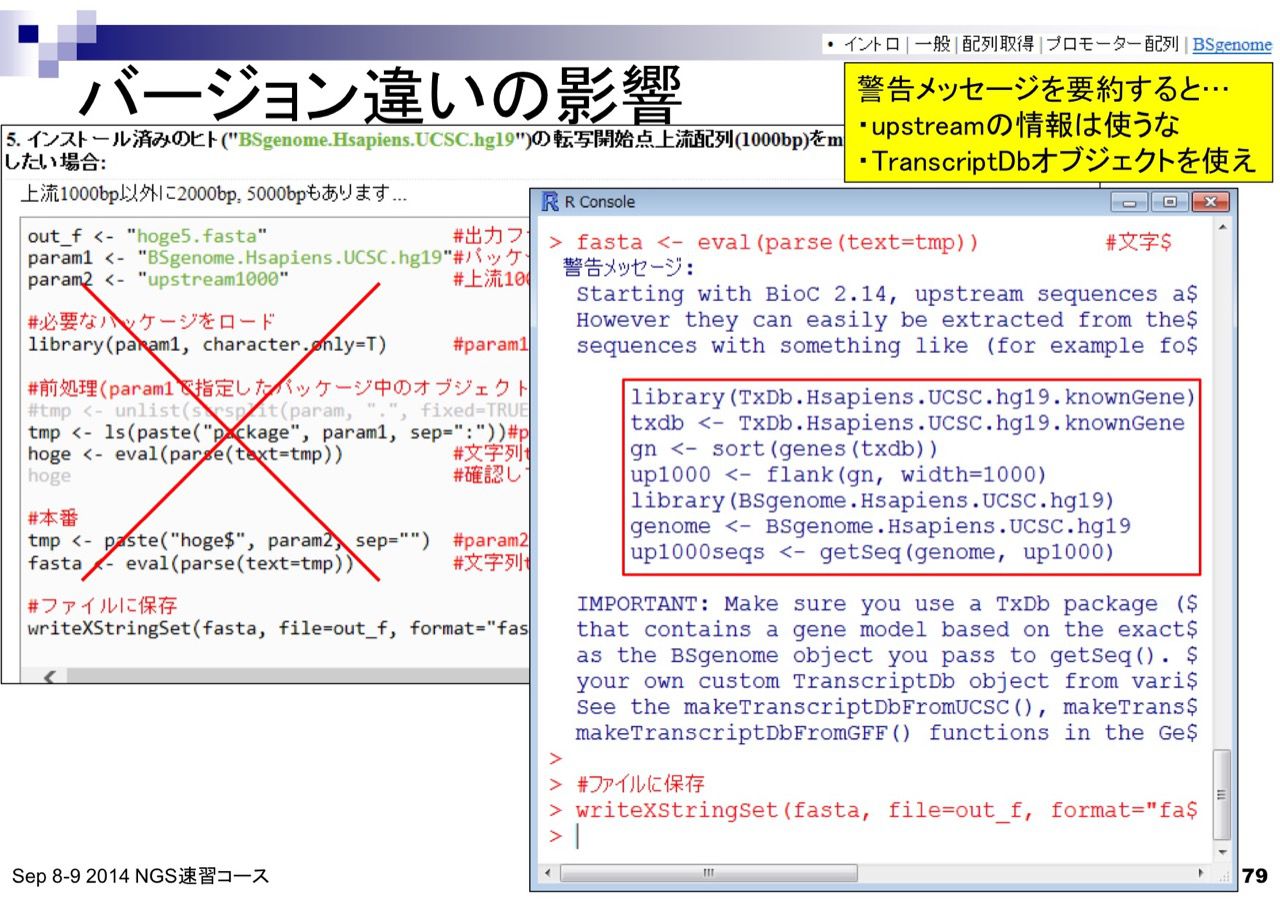 • イントロ | 一般 | 配列取得 | プロモーター配列 | BSgenome
バージョン違いの影響
警告メッセージを要約すると…
・upstreamの情報は使うな
・TranscriptDbオブジェクトを使え
5. インストール済みのヒト("BSgenome.Hsapiens.UCSC.hg19")の転写開始点上流配列(1000bp)をm
したい場合:
上流1000bp以外に2000bp, 5000bpもあります...
out_f <- "hoge5.fasta" #出力フ
param1 <- "BSgenome.Hsapiens.UCSC.hg19"#パッケ
param2 <- "upstream1000" #上流100
#必要なパッケージをロード
library(param1, character.only=T) #param1
#前処理(param1で指定したパッケージ中のオブジェクト
#tmp <- unlist(strsplit(param, ".", fixed=TRUE
tmp <- ls(paste("package", param1, sep=":"))#p
hoge <- eval(parse(text=tmp)) #文字列t
hoge #確認し
#本番
tmp <- paste("hoge$", param2, sep="") #param2
fasta <- eval(parse(text=tmp)) #文字列t
#ファイルに保存
writeXStringSet(fasta, file=out_f, format="fas
R Console
> fasta <- eval(parse(text=tmp)) #文字$
警告メッセージ:
Starting with BioC 2.14, upstream sequences a$
However they can easily be extracted from the$
sequences with something like (for example fo$
library(TxDb.Hsapiens.UCSC.hg19.knownGene)
txdb <- TxDb.Hsapiens.UCSC.hg19.knownGene
gn <- sort(genes(txdb))
up1000 <- flank(gn, width=1000)
library(BSgenome.Hsapiens.UCSC.hg19)
genome <- BSgenome.Hsapiens.UCSC.hg19
up1000seqs <- getSeq(genome, up1000)
IMPORTANT: Make sure you use a TxDb package ($
that contains a gene model based on the exact$
as the BSgenome object you pass to getSeq(). $
your own custom TranscriptDb object from vari$
See the makeTranscriptDbFromUCSC(), makeTrans$
makeTranscriptDbFromGFF() functions in the Ge$
>
> #ファイルに保存
> writeXStringSet(fasta, file=out_f, format="fa$
>
Sep 8-9 2014 NGS速習コース
79